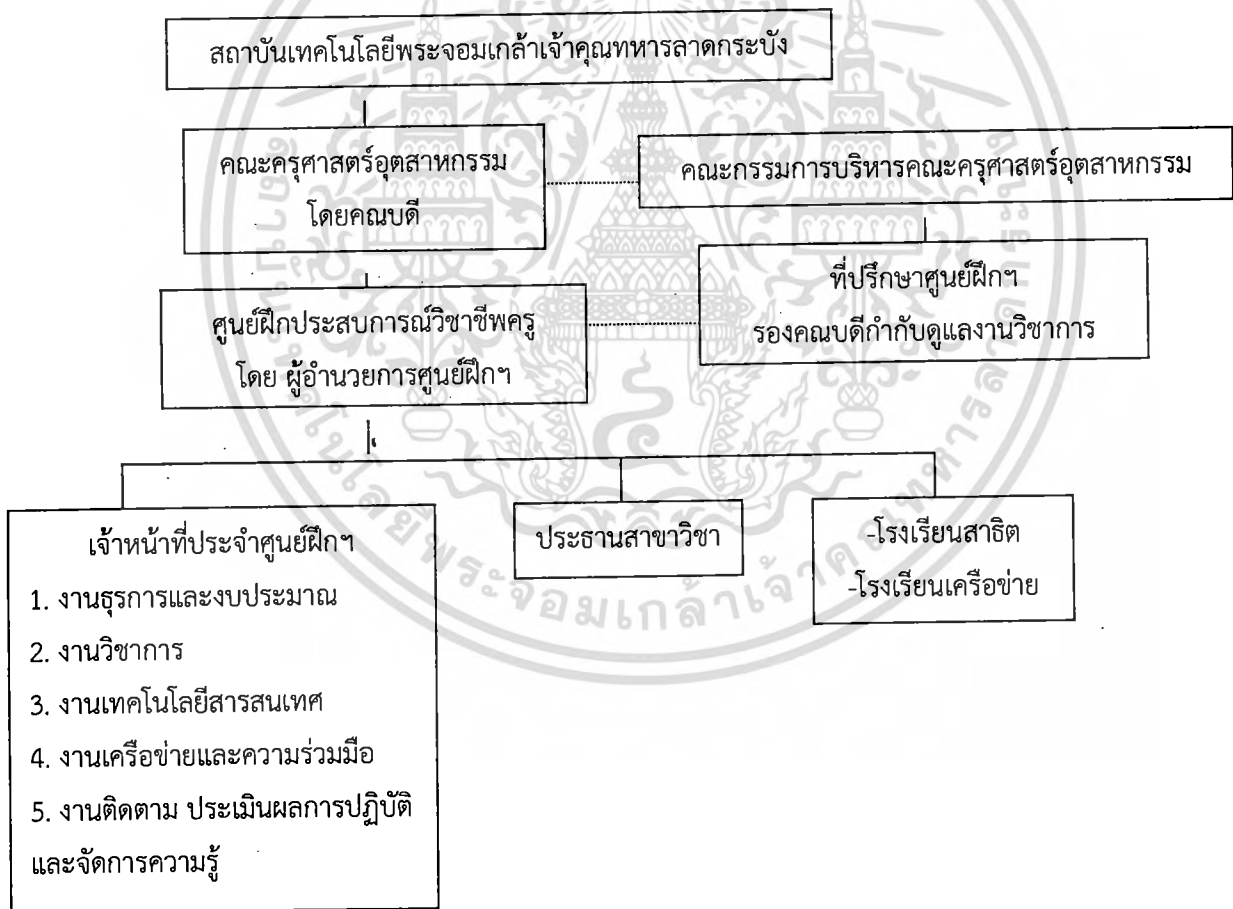 สถาบันเทคโนโลยีพระจอมเกล้าเจ้าคุณทหารลาดกระบัง
คณะครุศาสตร์อุตสาหกรรม
โดยคณบดี
คณะกรรมการบริหารคณะครุศาสตร์อุตสาหกรรม
ศูนย์ฝึกประสบการณ์วิชาชีพครู
โดย ผู้อำนวยการศูนย์ฝึกฯ
ที่ปรึกษาศูนย์ฝึกฯ
รองคณบดีกำกับดูแลงานวิชาการ
เจ้าหน้าที่ประจำศูนย์ฝึกฯ
1. งานธุรการและงบประมาณ
2. งานวิชาการ
3. งานเทคโนโลยีสารสนเทศ
4. งานเครือข่ายและความร่วมมือ
5. งานติดตาม ประเมินผลการปฏิบัติ
และจัดการความรู้
ประธานสาขาวิชา
-โรงเรียนสาธิต
-โรงเรียนเครือข่าย